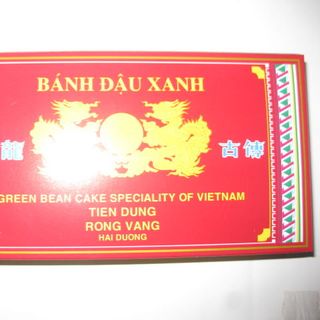 BÁNH ĐẬU XANH
龍 古傳
GREEN BEAN CAKE SPECIALITY OF VIETNAM
TIEN DUNG
RONG VANG
HAI DUONG